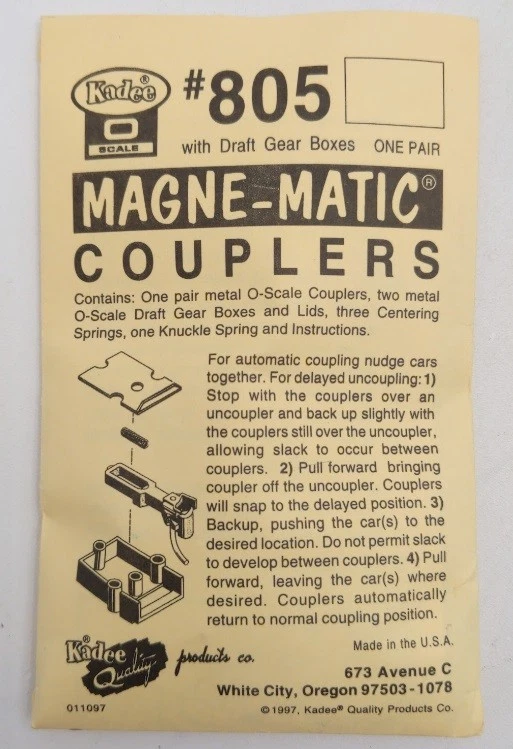 Kadee®
O
SCALE
#805
with Draft Gear Boxes ONE PAIR
MAGNE-MATIC®
COUPLERS
Contains: One pair metal O-Scale Couplers, two metal
O-Scale Draft Gear Boxes and Lids, three Centering
Springs, one Knuckle Spring and Instructions.
For automatic coupling nudge cars
together. For delayed uncoupling: 1)
Stop with the couplers over an
uncoupler and back up slightly with
the couplers still over the uncoupler,
allowing slack to occur between
couplers. 2) Pull forward bringing
coupler off the uncoupler. Couplers
will snap to the delayed position. 3)
Backup, pushing the car(s) to the
desired location. Do not permit slack
to develop between couplers. 4) Pull
forward, leaving the car(s) where
desired. Couplers automatically
return to normal coupling position.
Kadee®
Quality products co.
Made in the U.S.A.
673 Avenue C
White City, Oregon 97503-1078
011097
©1997, Kadee® Quality Products Co.